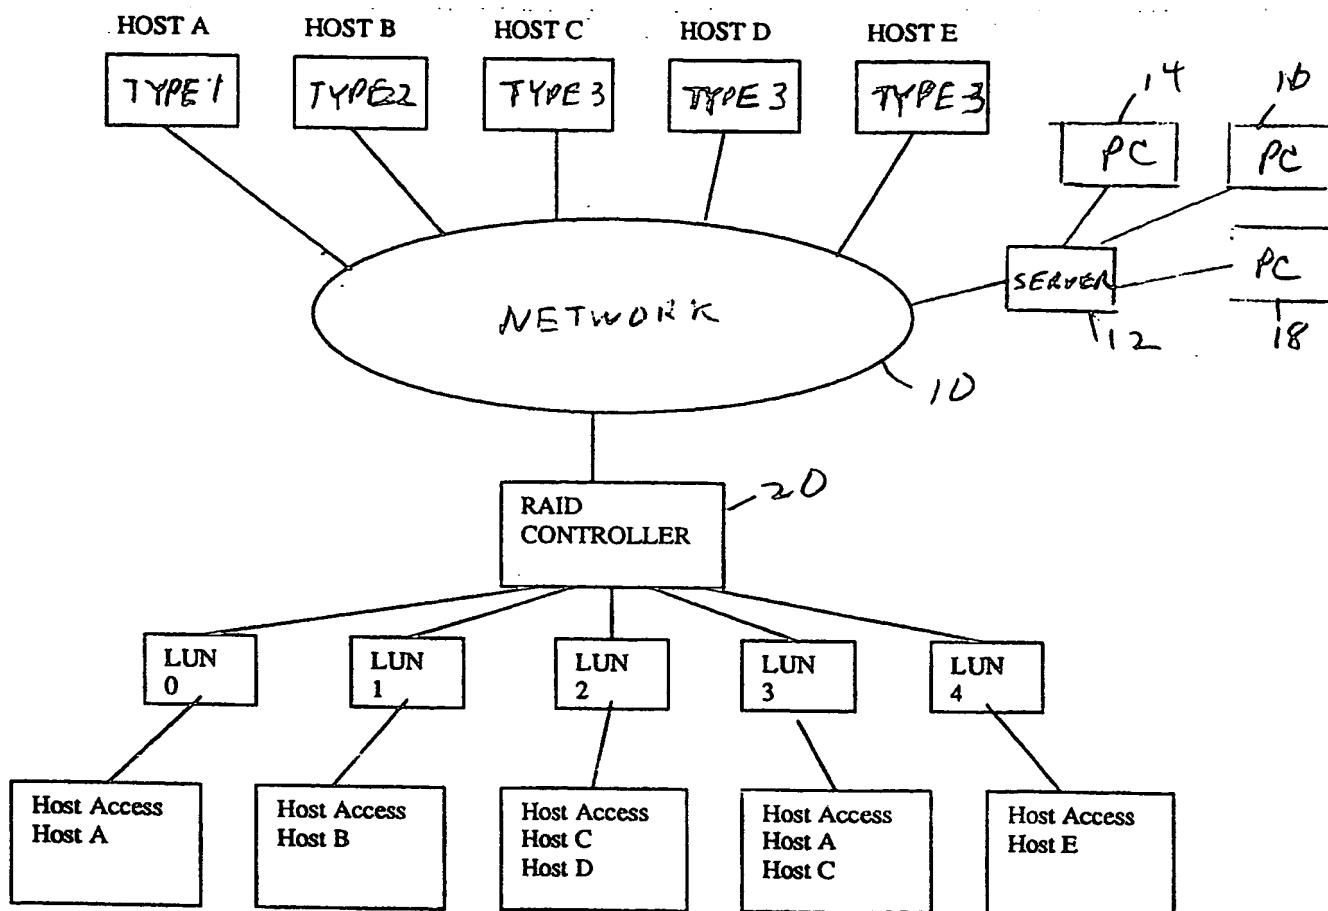 HOST A
HOST B
HOST C
HOST D
HOST E
TYPE 1
TYPE 2
TYPE 3
TYPE 3
TYPE 3
14
16
PC
PC
PC
SERVER
12
18
NETWORK
10
RAID
CONTROLLER
20
LUN
0
LUN
1
LUN
2
LUN
3
LUN
4
Host Access
Host A
Host Access
Host B
Host Access
Host C
Host D
Host Access
Host A
Host C
Host Access
Host E